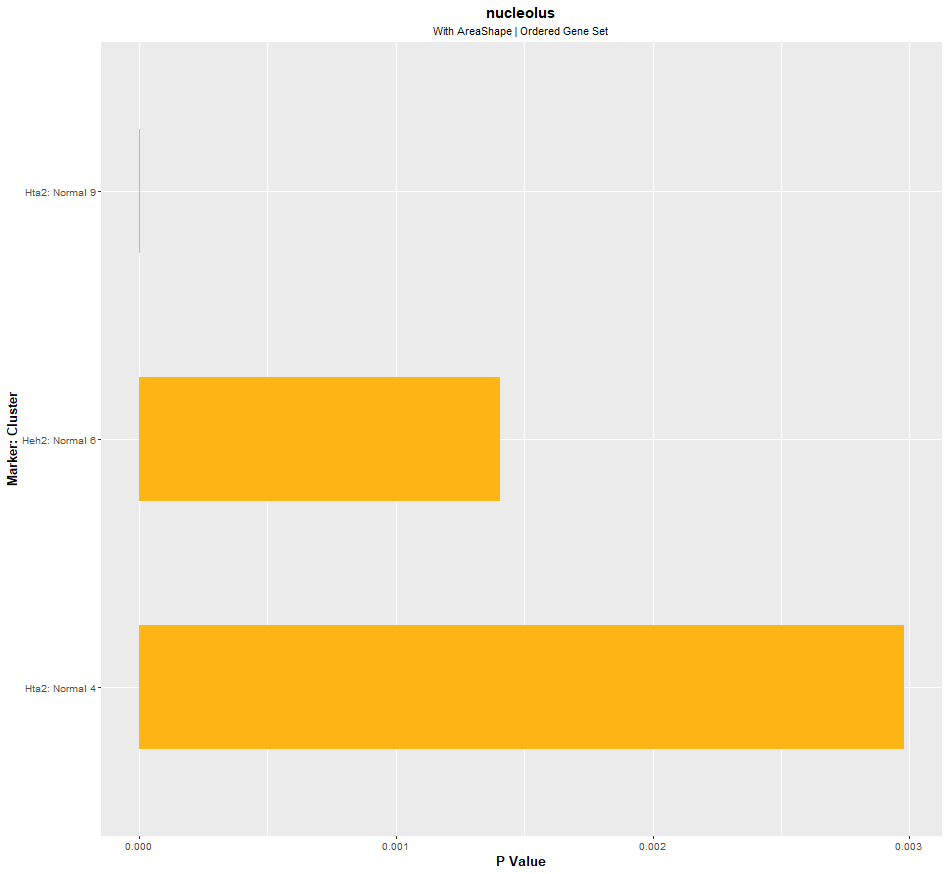 nucleolus
With AreaShape | Ordered Gene Set
Marker: Cluster
Hta2: Normal 9
Heh2: Normal 6
Hta2: Normal 4
0.000 0.001 0.002 0.003
P Value